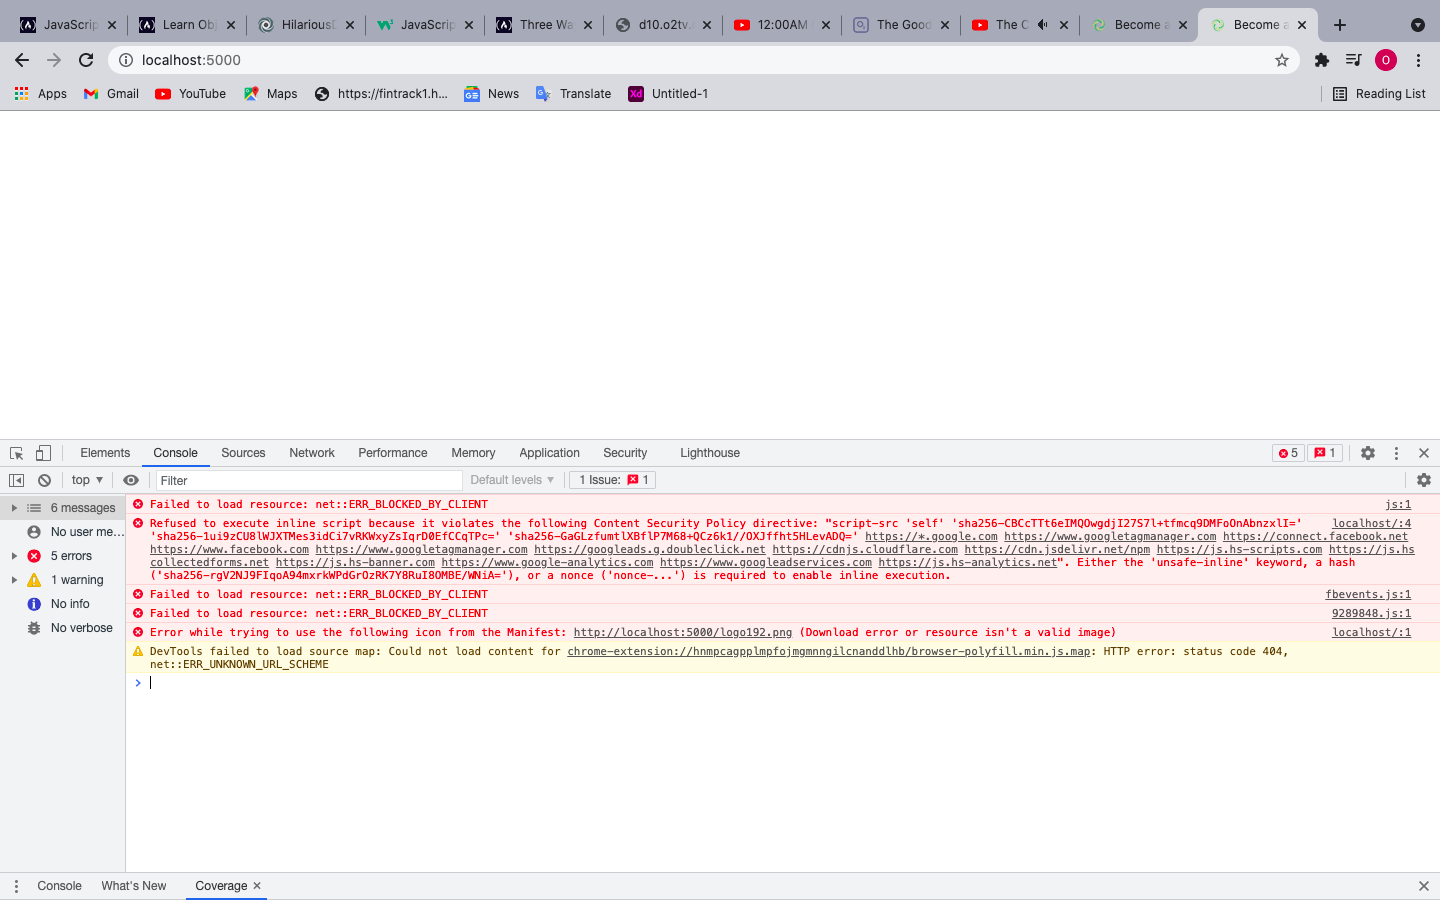 JavaScrip
Learn Obj
Hilarious
JavaScrip
Three Wa
d10.o2tv.
12:00AM
The Good
The C
Become a
Become a
localhost:5000
O
Apps
Gmail
YouTube
Maps
https://fintrack1.h...
News
Translate
Xd
Untitled-1
Reading List
Elements
Console
Sources
Network
Performance
Memory
Application
Security
Lighthouse
5
1
top
Filter
Default levels
1 Issue:
1
6 messages
No user me...
5 errors
1 warning
No info
No verbose
Failed to load resource: net::ERR_BLOCKED_BY_CLIENT js:1
Refused to execute inline script because it violates the following Content Security Policy directive: "script-src 'self' 'sha256-CBCcTTt6eIMQOwgdjI27S7l+tfmcq9DMFoOnAbnzxlI=' localhost/:4
'sha256-1ui9zCU8lWJXTMes3idCi7vRKWxyZsIqrD0EfCCqTPc=' 'sha256-GaGLzfumtlXBflP7M68+QCz6k1//OXJffht5HLevADQ=' https://*.google.com https://www.googletagmanager.com https://connect.facebook.net
https://www.facebook.com https://www.googletagmanager.com https://googleads.g.doubleclick.net https://cdnjs.cloudflare.com https://cdn.jsdelivr.net/npm https://js.hs-scripts.com https://js.hs
collectedforms.net https://js.hs-banner.com https://www.google-analytics.com https://www.googleadservices.com https://js.hs-analytics.net". Either the 'unsafe-inline' keyword, a hash
('sha256-rgV2NJ9FIqoA94mxrkWPdGrOzRK7Y8RuI8OMBE/WNiA='), or a nonce ('nonce-...') is required to enable inline execution.
Failed to load resource: net::ERR_BLOCKED_BY_CLIENT fbevents.js:1
Failed to load resource: net::ERR_BLOCKED_BY_CLIENT 9289848.js:1
Error while trying to use the following icon from the Manifest: http://localhost:5000/logo192.png (Download error or resource isn't a valid image) localhost/:1
DevTools failed to load source map: Could not load content for chrome-extension://hnmpcagpplmpfojmgmnngilcnanddlhb/browser-polyfill.min.js.map: HTTP error: status code 404,
net::ERR_UNKNOWN_URL_SCHEME
Console
What's New
Coverage